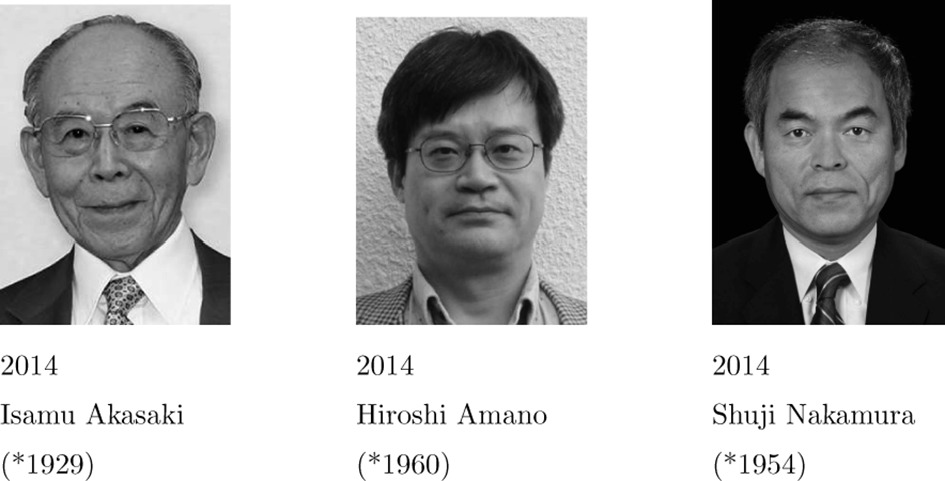 2014
Isamu Akasaki
(*1929)
2014
Hiroshi Amano
(*1960)
2014
Shuji Nakamura
(*1954)